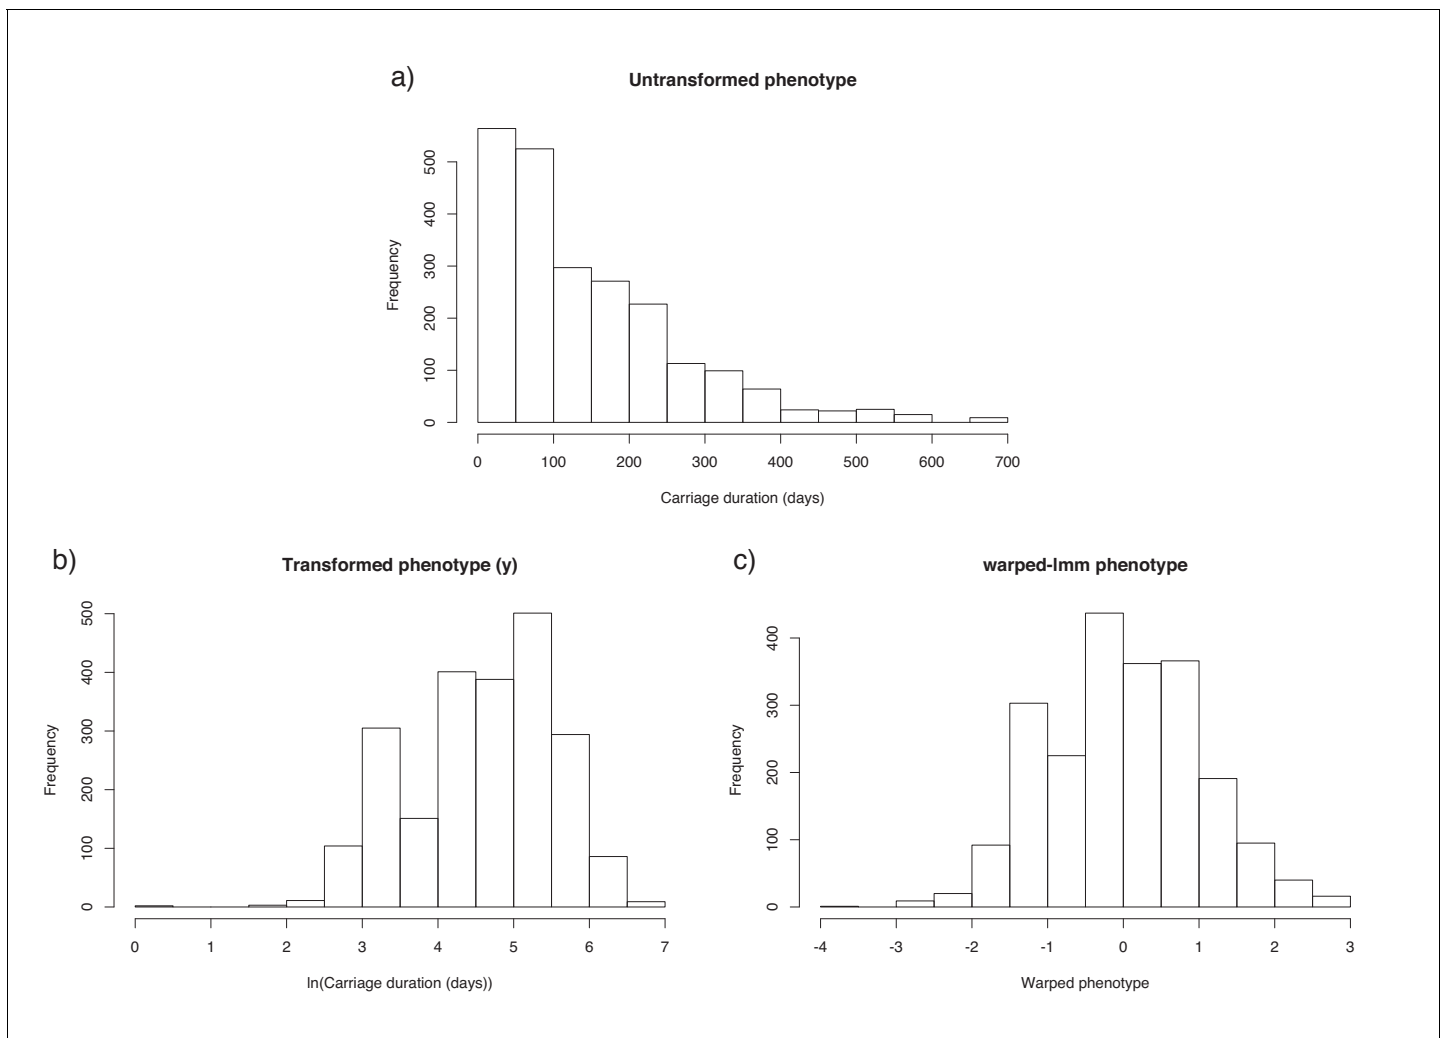 a)
Untransformed phenotype
Frequency
0 100 200 300 400 500
0 100 200 300 400 500 600 700
Carriage duration (days)
b)
Transformed phenotype (y)
Frequency
0 100 200 300 400 500
0 1 2 3 4 5 6 7
ln(Carriage duration (days))
c)
warped-lmm phenotype
Frequency
0 100 200 300 400
-4 -3 -2 -1 0 1 2 3
Warped phenotype